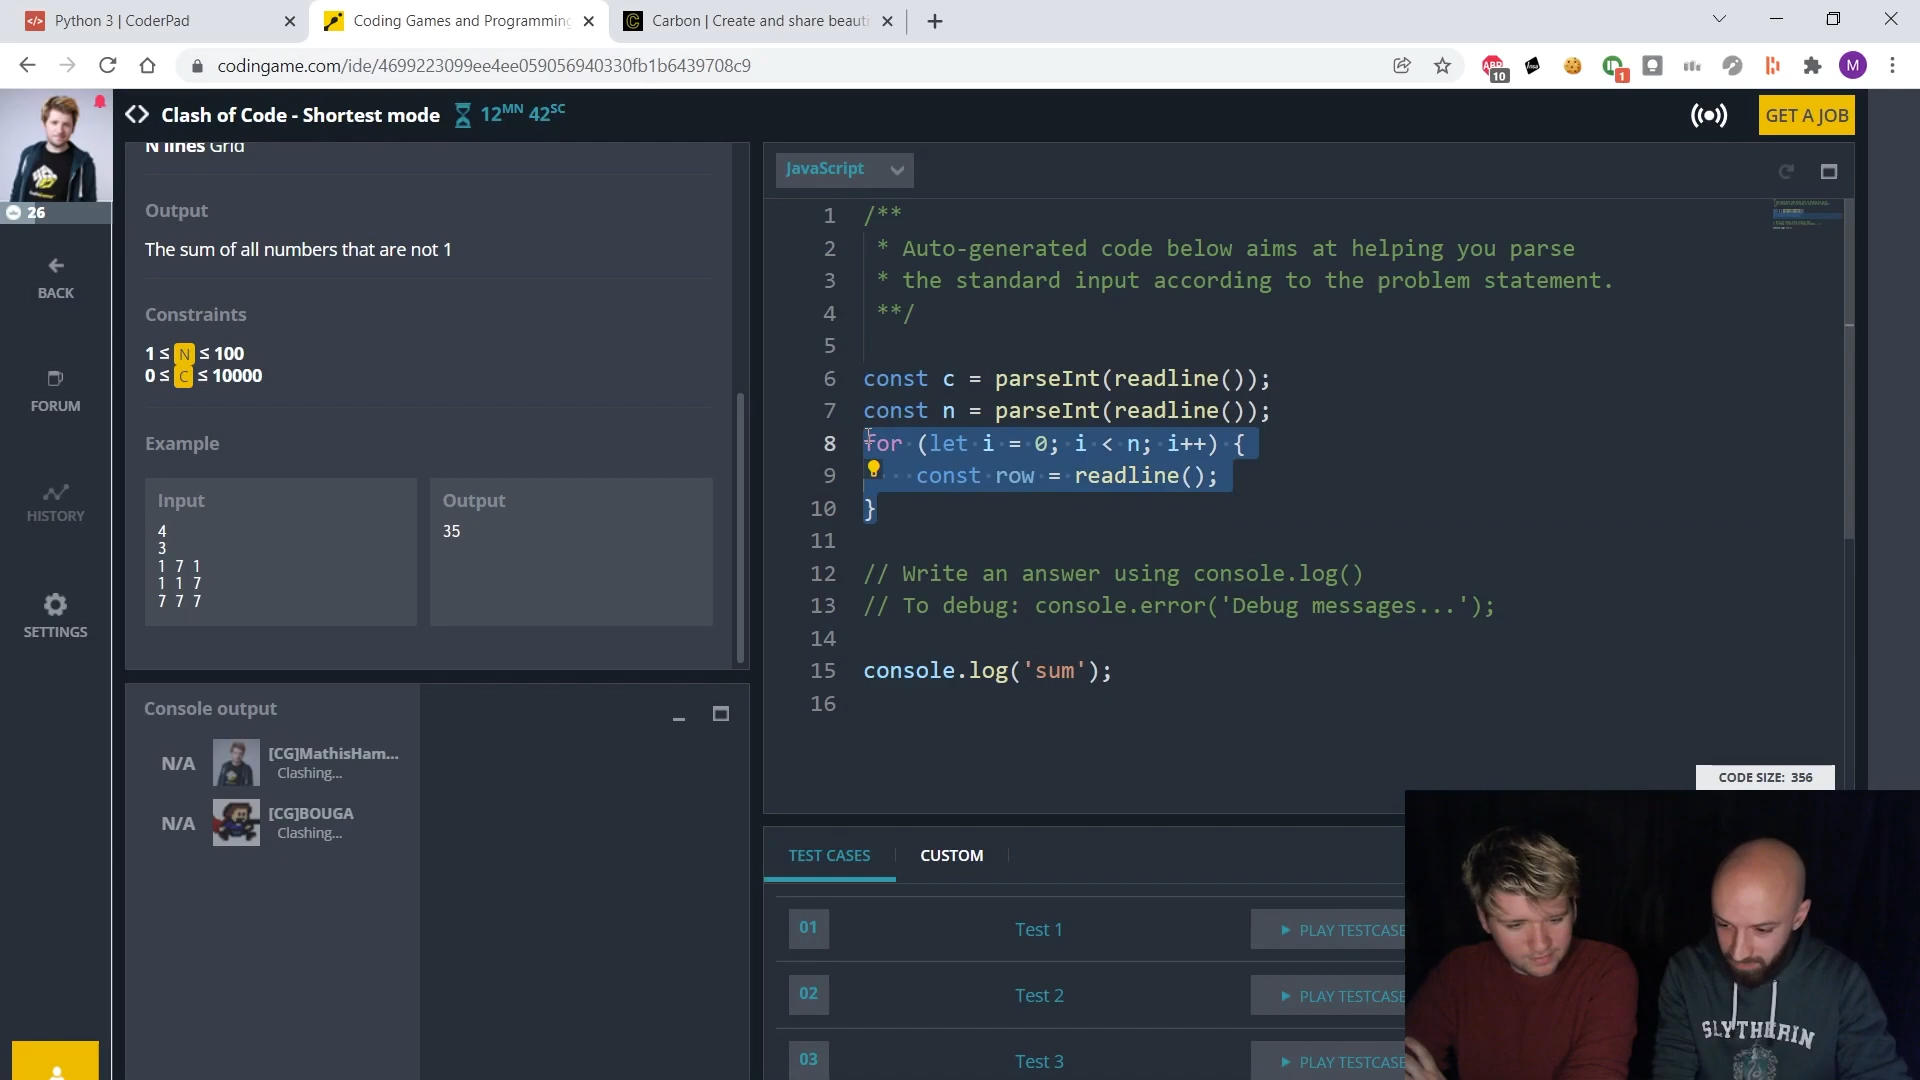 Python 3 | CoderPad
Coding Games and Programming
Carbon | Create and share beauti
codingame.com/ide/4699223099ee4ee059056940330fb1b6439708c9
10
1
M
Clash of Code - Shortest mode 12MN 42SC
GET A JOB
26
BACK
FORUM
HISTORY
SETTINGS
N lines Grid
Output
The sum of all numbers that are not 1
Constraints
1 ≤ N ≤ 100
0 ≤ C ≤ 10000
Example
Input
4
3
1 7 1
1 1 7
7 7 7
Output
35
Console output
N/A [CG]MathisHam...
Clashing...
N/A [CG]BOUGA
Clashing...
JavaScript
1 /**
2 * Auto-generated code below aims at helping you parse
3 * the standard input according to the problem statement.
4 **/
5
6 const c = parseInt(readline());
7 const n = parseInt(readline());
8 for (let i = 0; i < n; i++) {
9 const row = readline();
10 }
11
12 // Write an answer using console.log()
13 // To debug: console.error('Debug messages...');
14
15 console.log('sum');
16
CODE SIZE: 356
TEST CASES
CUSTOM
01 Test 1 PLAY TESTCASE
02 Test 2 PLAY TESTCASE
03 Test 3 PLAY TESTCASE
SLYTHERIN